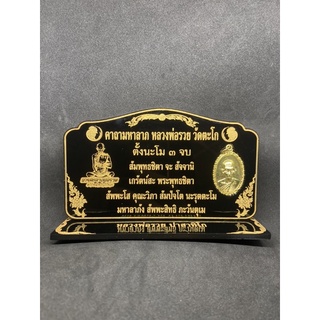 คาถามหาลาภ หลวงพ่อรวย วัดตะโก
ตั้งนะโม ๓ จบ
สัมพุทธชิตา จะ สัจจานิ
เกรัตน์สะ พระพุทธชิตา
สัพพะโส คุณะวิภา สัมปัตโต นะรุตตะโม
มหาลาภัง สัพพะสิทธิ ภะวันตุเม